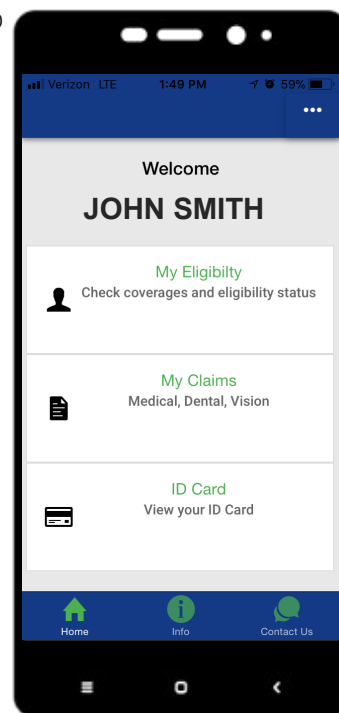 )
Verizon LTE 1:49 PM 59%
Welcome
JOHN SMITH
My Eligibilty
Check coverages and eligibility status
My Claims
Medical, Dental, Vision
ID Card
View your ID Card
Home Info Contact Us